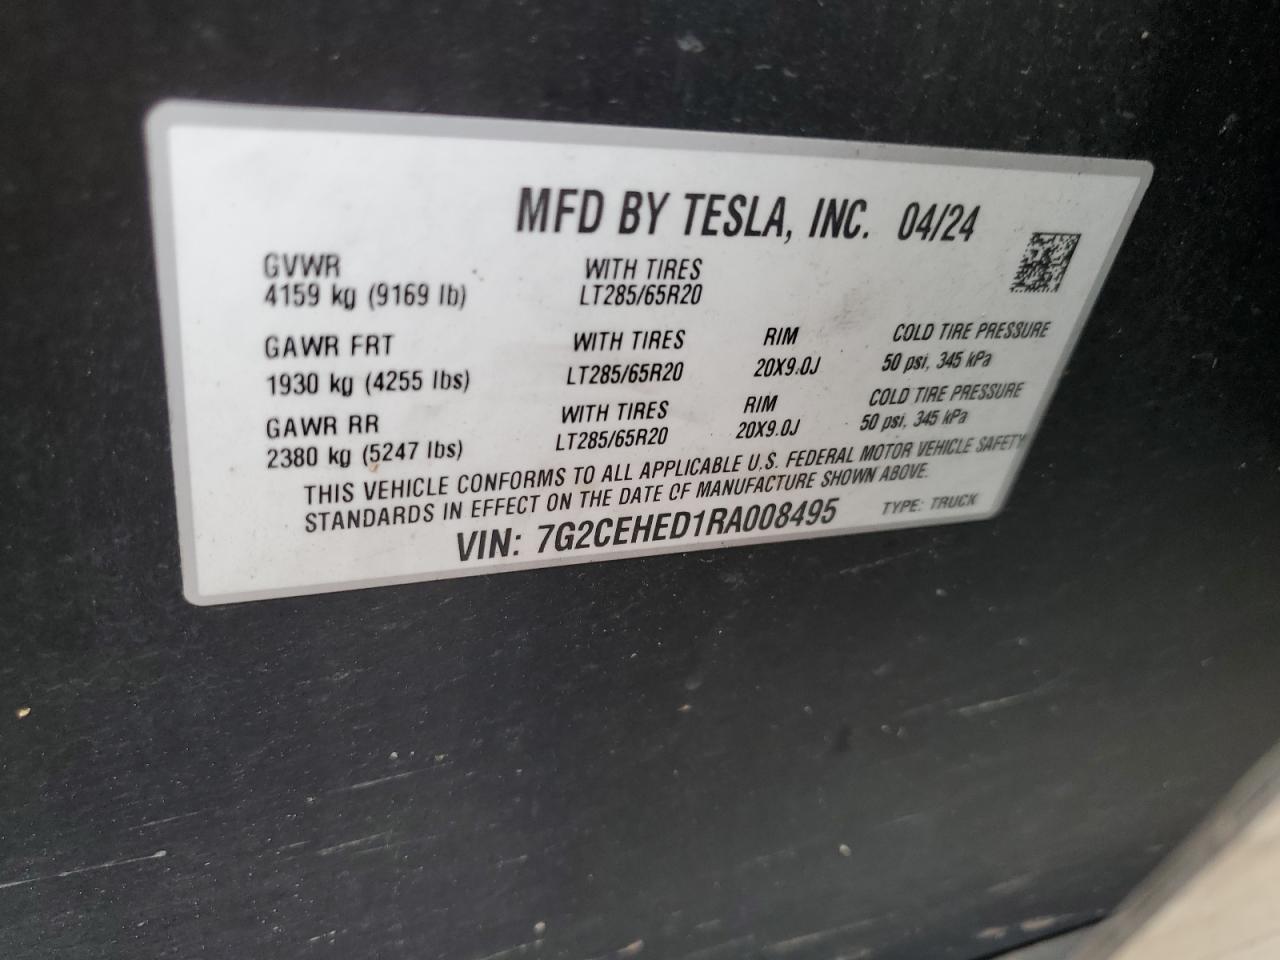 MFD BY TESLA, INC. 04/24
GVWR WITH TIRES
4159 kg (9169 lb) LT285/65R20
GAWR FRT WITH TIRES RIM COLD TIRE PRESSURE
1930 kg (4255 lbs) LT285/65R20 20X9.0J 50 psi, 345 kPa
GAWR RR WITH TIRES RIM COLD TIRE PRESSURE
2380 kg (5247 lbs) LT285/65R20 20X9.0J 50 psi, 345 kPa
THIS VEHICLE CONFORMS TO ALL APPLICABLE U.S. FEDERAL MOTOR VEHICLE SAFETY
STANDARDS IN EFFECT ON THE DATE OF MANUFACTURE SHOWN ABOVE.
VIN: 7G2CEHED1RA008495 TYPE: TRUCK